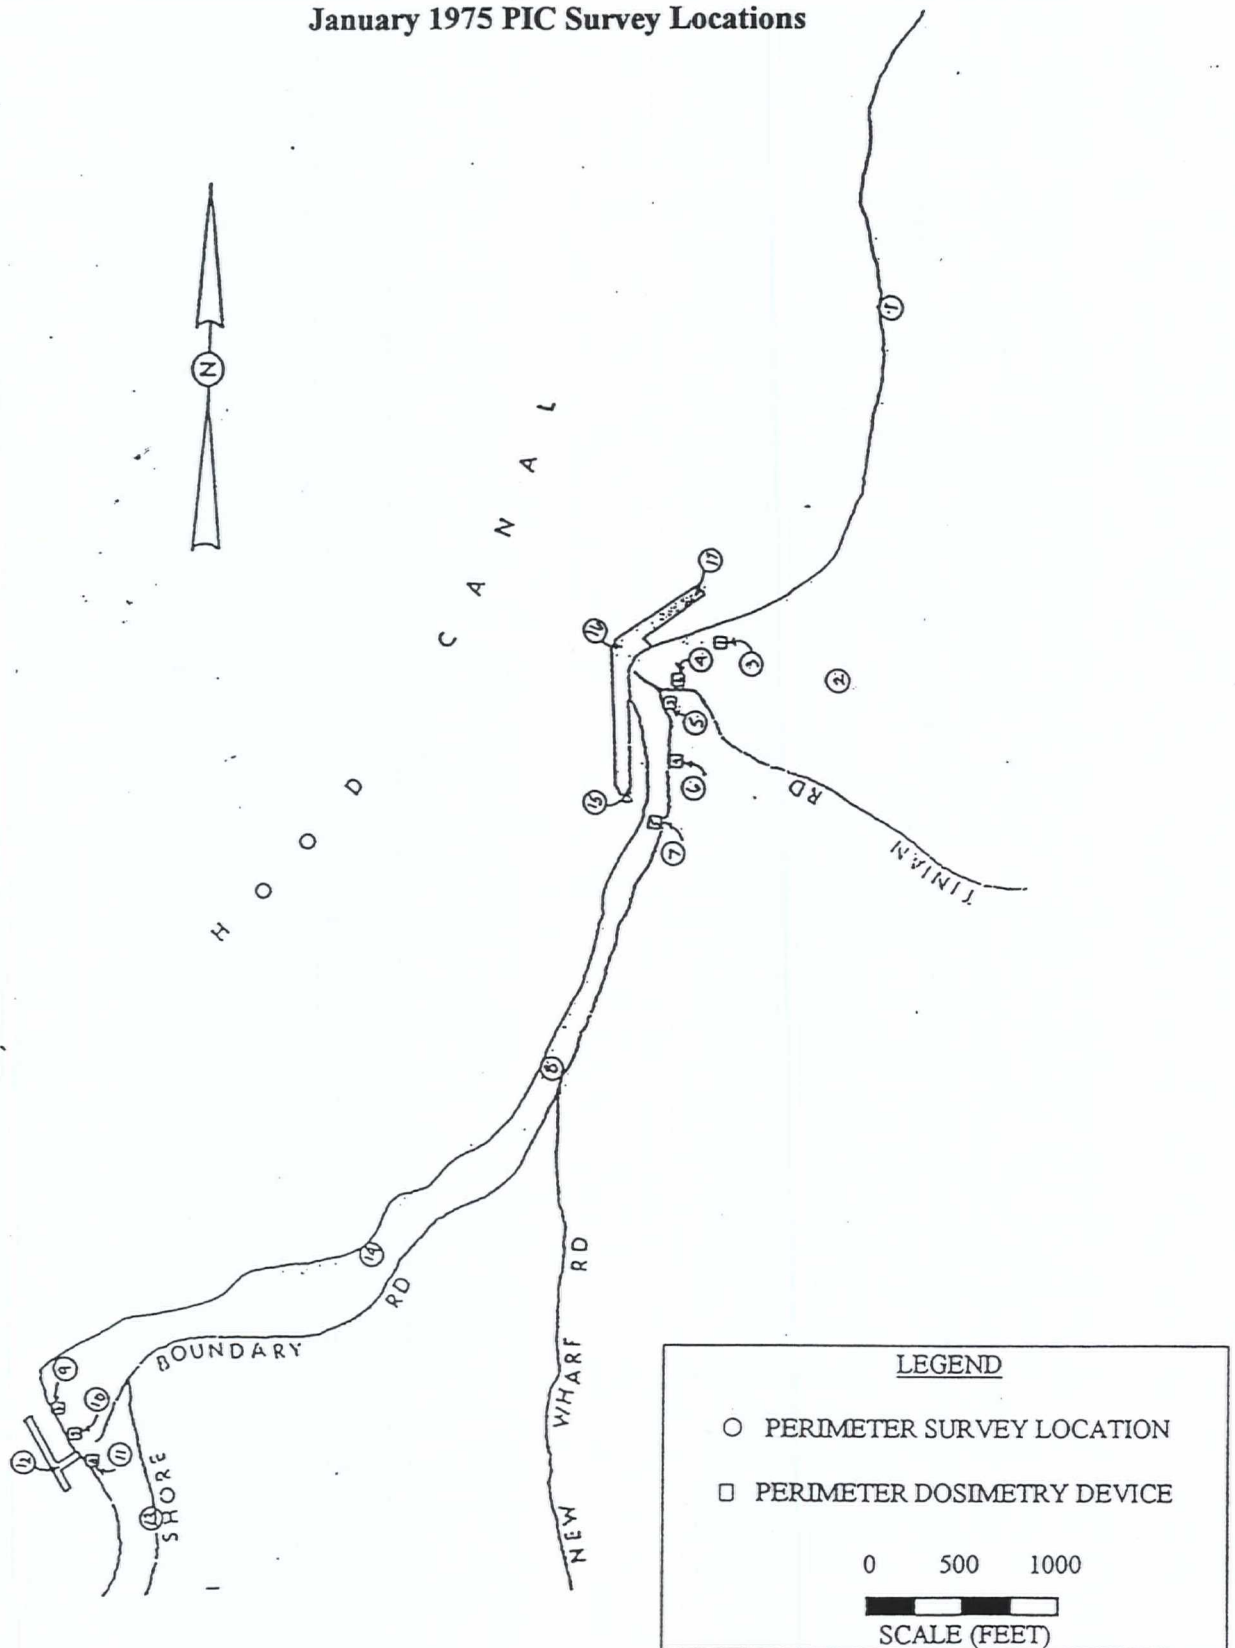 January 1975 PIC Survey Locations
N
HOOD CANAL
1
17
16
4
3
2
5
15
6
7
RD
TINIAN
8
14
RD
RD
BOUNDARY
NEW WHARF
9
10
11
12
SHORE
13
LEGEND
PERIMETER SURVEY LOCATION
PERIMETER DOSIMETRY DEVICE
0 500 1000
SCALE (FEET)